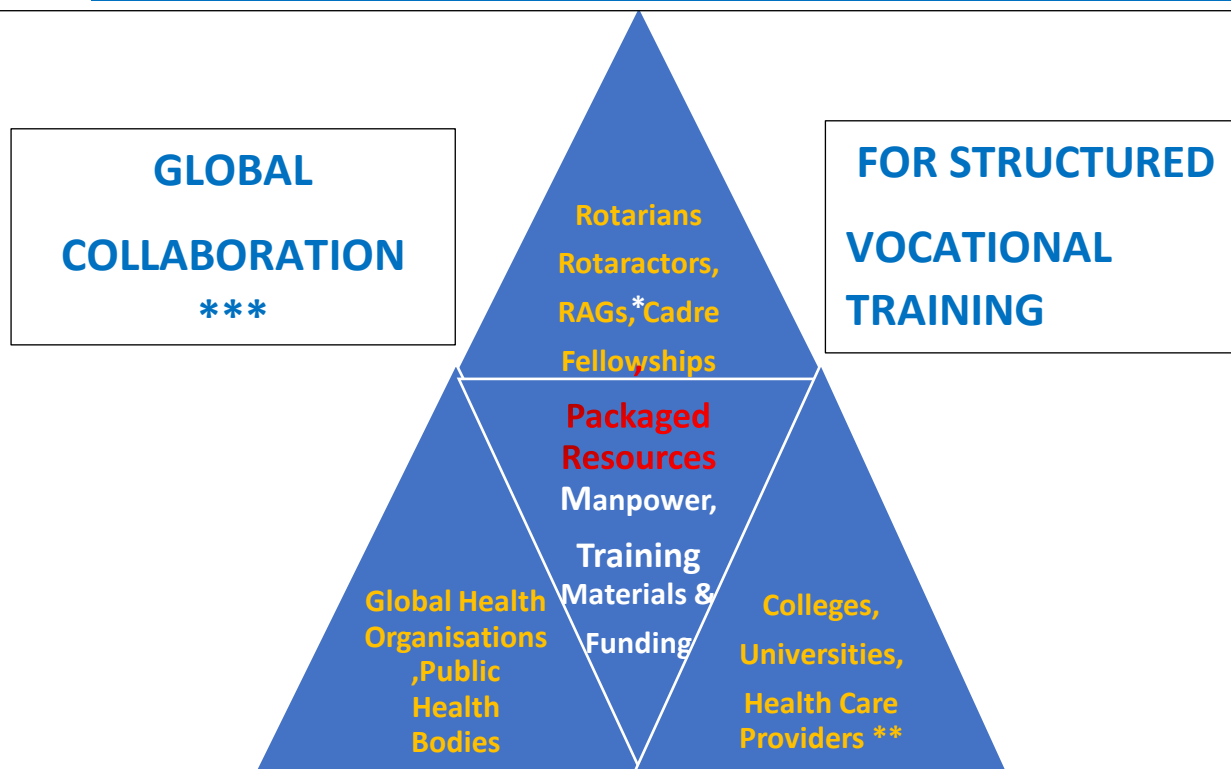 GLOBAL
COLLABORATION
***
FOR STRUCTURED
VOCATIONAL
TRAINING
Rotarians
Rotaractors,
RAGs,* Cadre
Fellowships
,
Packaged
Resources
Manpower,
Training
Materials &
Funding
Global Health
Organisations
,Public
Health
Bodies
Colleges,
Universities,
Health Care
Providers **